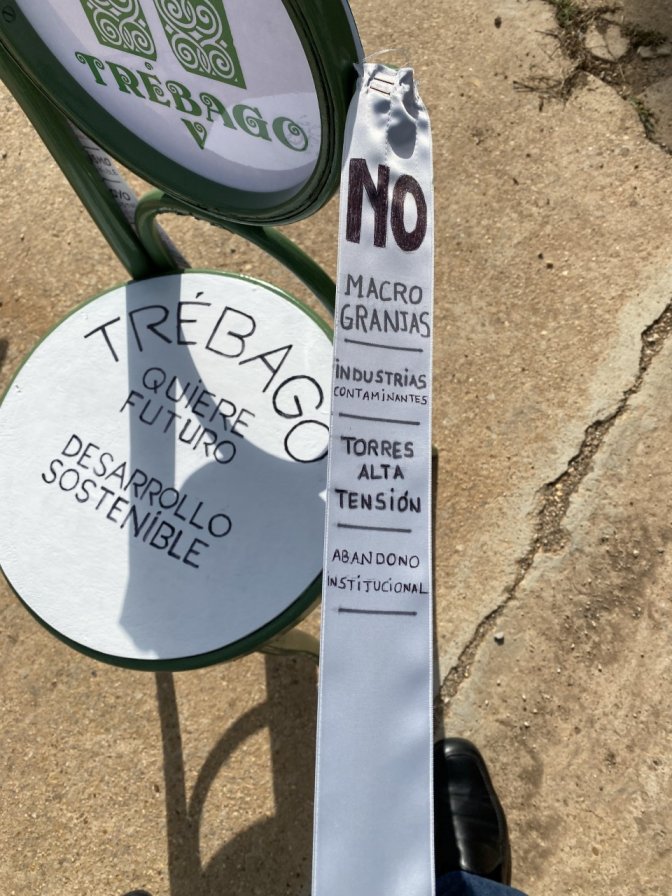 TRÉBAGO
V
TRÉBAGO
QUIERE
FUTURO
DESARROLLO
SOSTENIBLE
NO
MACRO
GRANJAS
INDUSTRIAS
CONTAMINANTES
TORRES
ALTA
TENSIÓN
ABANDONO
INSTITUCIONAL